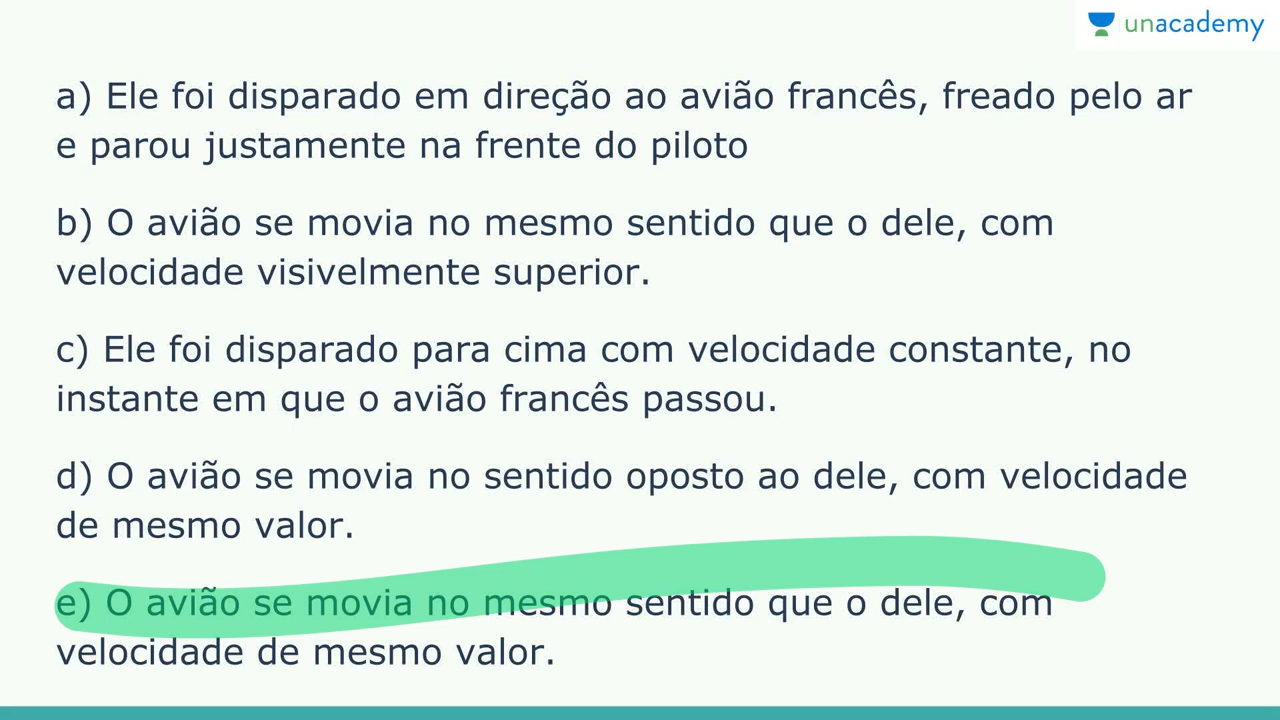 unacademy
a) Ele foi disparado em direção ao avião francês, freado pelo ar
e parou justamente na frente do piloto
b) O avião se movia no mesmo sentido que o dele, com
velocidade visivelmente superior.
c) Ele foi disparado para cima com velocidade constante, no
instante em que o avião francês passou.
d) O avião se movia no sentido oposto ao dele, com velocidade
de mesmo valor.
e) O avião se movia no mesmo sentido que o dele, com
velocidade de mesmo valor.